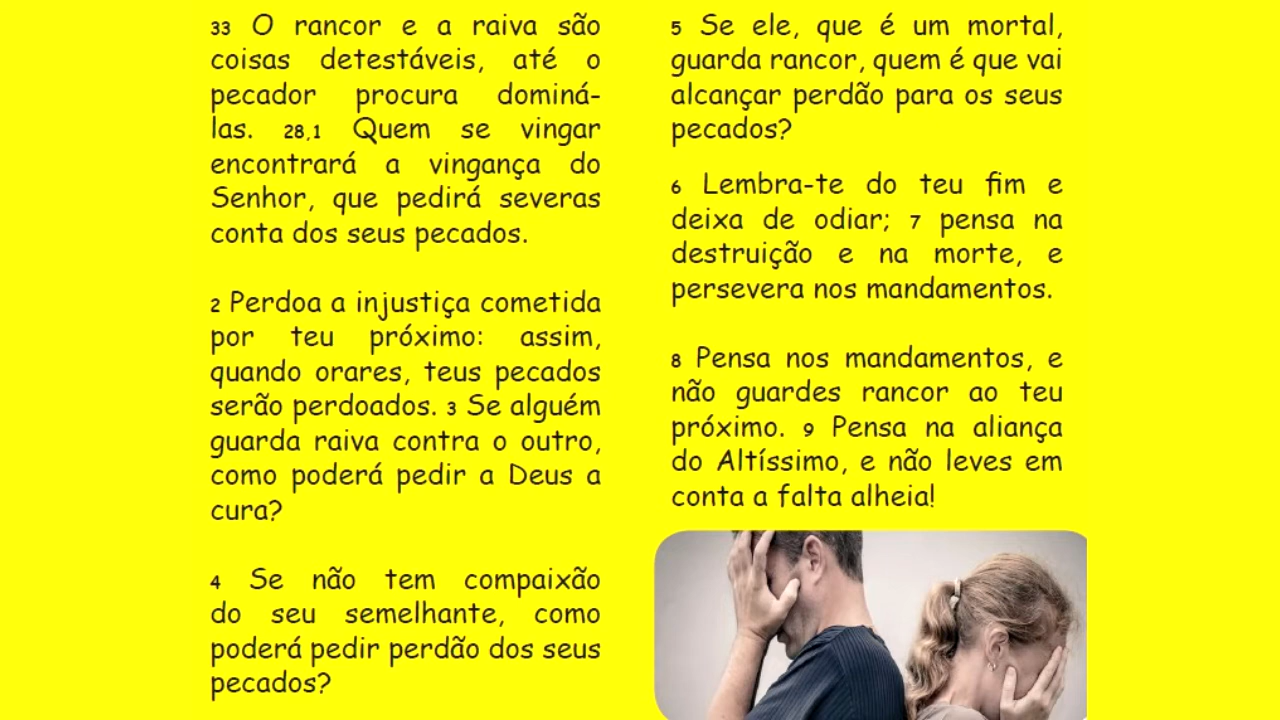 33 O rancor e a raiva são
coisas detestáveis, até o
pecador procura dominá-
las. 28,1 Quem se vingar
encontrará a vingança do
Senhor, que pedirá severas
conta dos seus pecados.
2 Perdoa a injustiça cometida
por teu próximo: assim,
quando orares, teus pecados
serão perdoados. 3 Se alguém
guarda raiva contra o outro,
como poderá pedir a Deus a
cura?
4 Se não tem compaixão
do seu semelhante, como
poderá pedir perdão dos seus
pecados?
5 Se ele, que é um mortal,
guarda rancor, quem é que vai
alcançar perdão para os seus
pecados?
6 Lembra-te do teu fim e
deixa de odiar; 7 pensa na
destruição e na morte, e
persevera nos mandamentos.
8 Pensa nos mandamentos, e
não guardes rancor ao teu
próximo. 9 Pensa na aliança
do Altíssimo, e não leves em
conta a falta alheia!